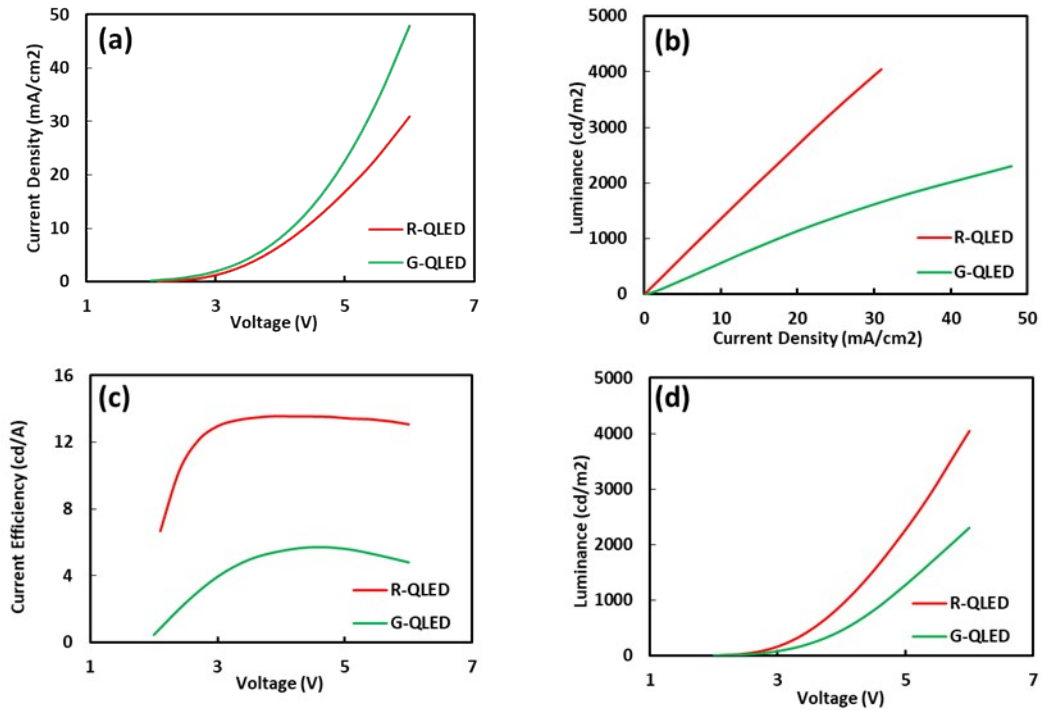 (a)
Current Density (mA/cm2)
50
40
30
20
10
0
1
3
5
7
Voltage (V)
R-QLED
G-QLED
(b)
Luminance (cd/m2)
5000
4000
3000
2000
1000
0
0
10
20
30
40
50
Current Density (mA/cm2)
R-QLED
G-QLED
(c)
Current Efficiency (cd/A)
16
12
8
4
0
1
3
5
7
Voltage (V)
R-QLED
G-QLED
(d)
Luminance (cd/m2)
5000
4000
3000
2000
1000
0
1
3
5
7
Voltage (V)
R-QLED
G-QLED